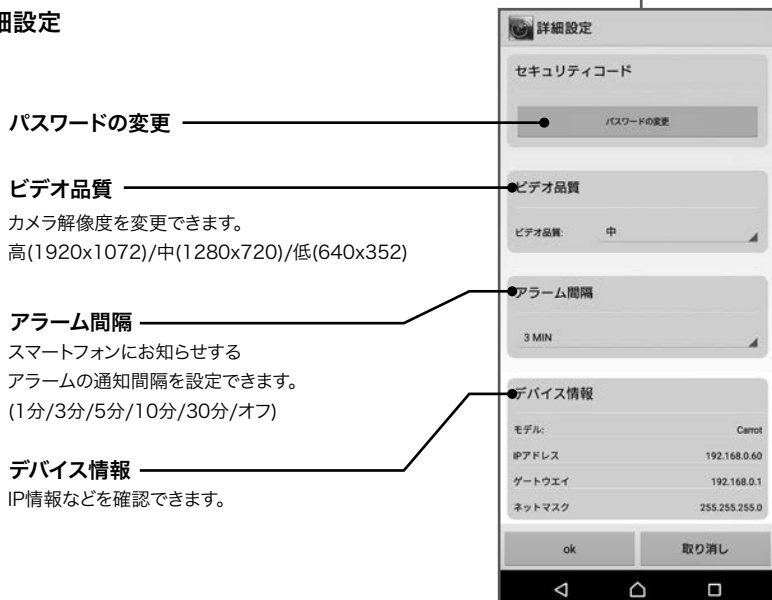 細設定
パスワードの変更
ビデオ品質
カメラ解像度を変更できます。
高(1920x1072)/中(1280x720)/低(640x352)
アラーム間隔
スマートフォンにお知らせする
アラームの通知間隔を設定できます。
(1分/3分/5分/10分/30分/オフ)
デバイス情報
IP情報などを確認できます。
詳細設定
セキュリティコード
パスワードの変更
ビデオ品質
ビデオ品質: 中
アラーム間隔
3 MIN
デバイス情報
モデル: Carrot
IPアドレス 192.168.0.60
ゲートウエイ 192.168.0.1
ネットマスク 255.255.255.0
ok 取り消し